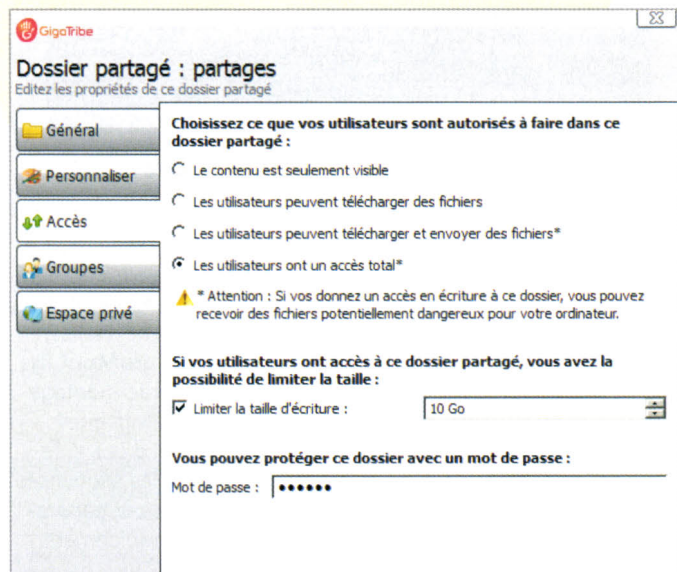 GigaTribe
Dossier partagé : partages
Editez les propriétés de ce dossier partagé
Général
Personnaliser
Accès
Groupes
Espace privé
Choisissez ce que vos utilisateurs sont autorisés à faire dans ce
dossier partagé :
Le contenu est seulement visible
Les utilisateurs peuvent télécharger des fichiers
Les utilisateurs peuvent télécharger et envoyer des fichiers*
Les utilisateurs ont un accès total*
* Attention : Si vos donnez un accès en écriture à ce dossier, vous pouvez
recevoir des fichiers potentiellement dangereux pour votre ordinateur.
Si vos utilisateurs ont accès à ce dossier partagé, vous avez la
possibilité de limiter la taille :
Limiter la taille d'écriture : 10 Go
Vous pouvez protéger ce dossier avec un mot de passe :
Mot de passe : ●●●●●●